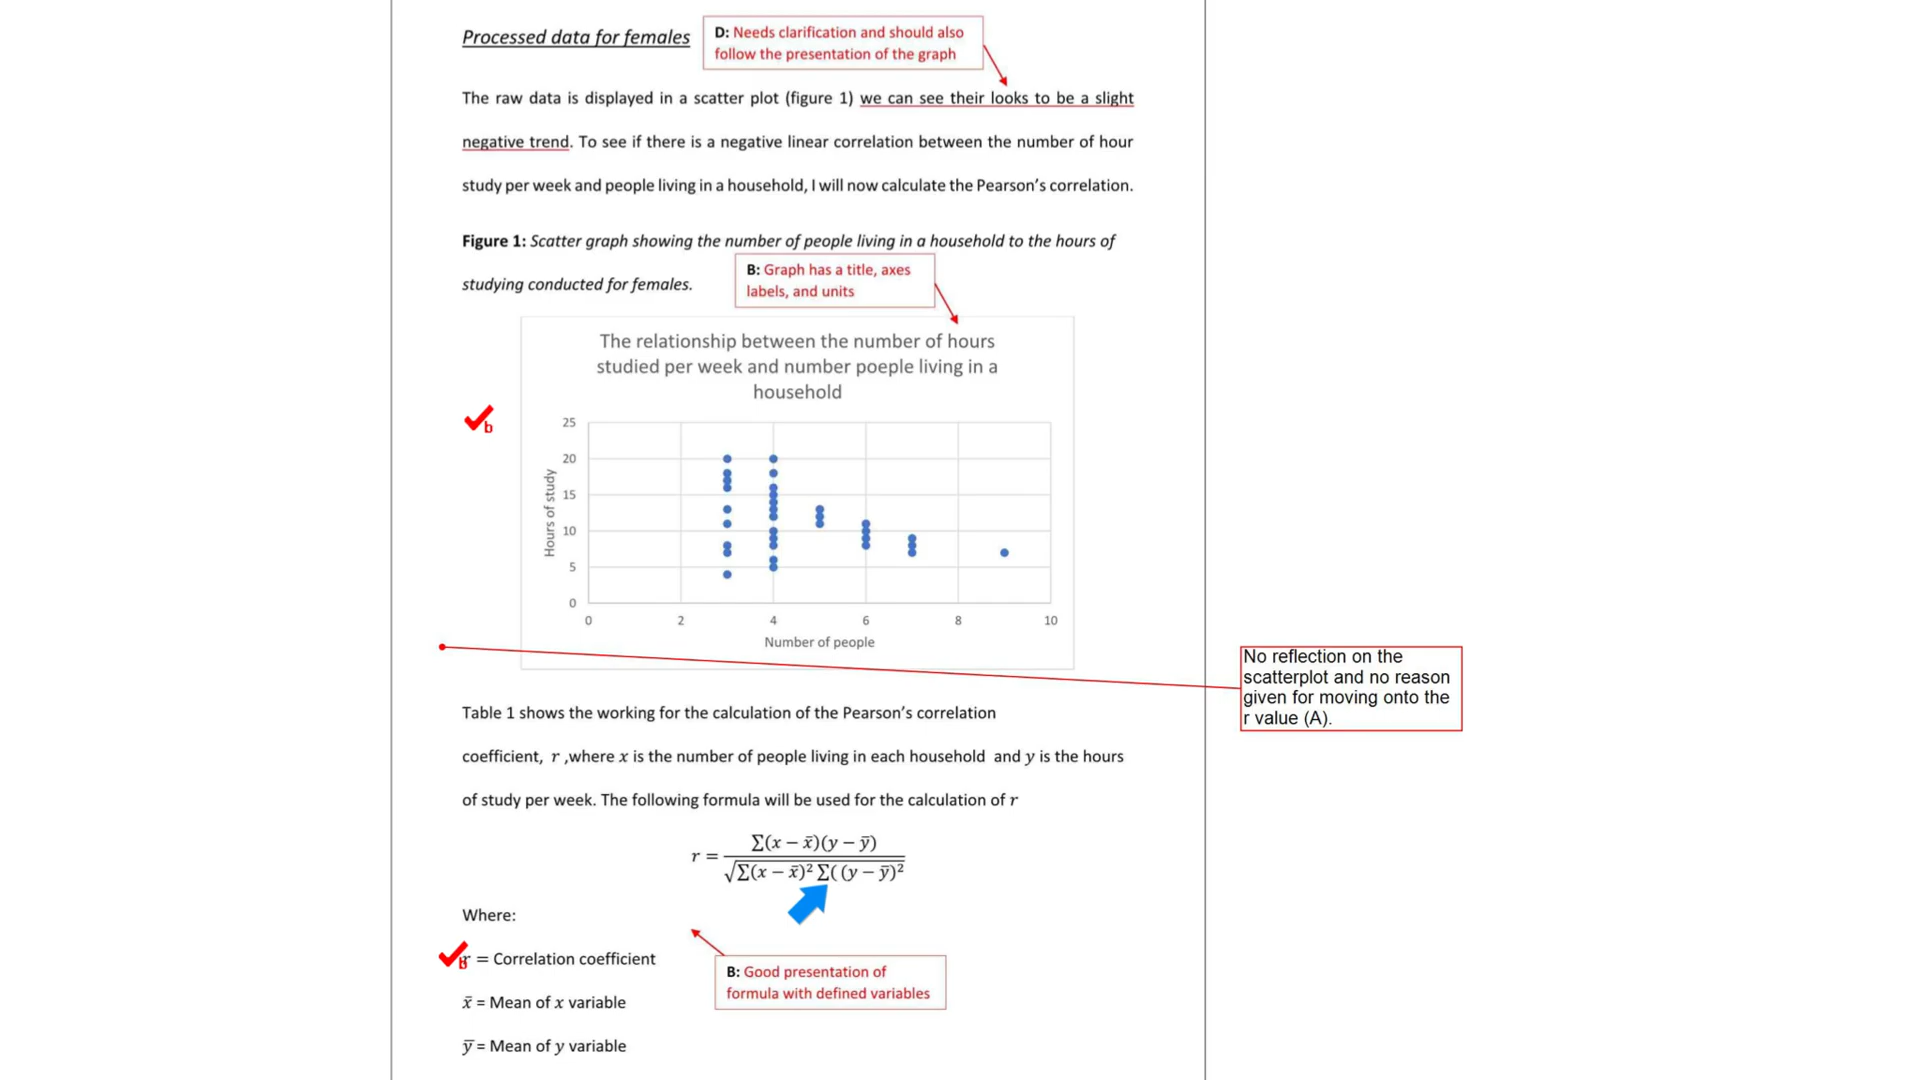 Processed data for females
D: Needs clarification and should also
follow the presentation of the graph
The raw data is displayed in a scatter plot (figure 1) we can see their looks to be a slight
negative trend. To see if there is a negative linear correlation between the number of hour
study per week and people living in a household, I will now calculate the Pearson's correlation.
Figure 1: Scatter graph showing the number of people living in a household to the hours of
studying conducted for females.
B: Graph has a title, axes
labels, and units
The relationship between the number of hours
studied per week and number poeple living in a
household
b
25
20
15
10
5
0
Hours of study
0 2 4 6 8 10
Number of people
No reflection on the
scatterplot and no reason
given for moving onto the
r value (A).
Table 1 shows the working for the calculation of the Pearson's correlation
coefficient, r ,where x is the number of people living in each household and y is the hours
of study per week. The following formula will be used for the calculation of r
r = ∑(x − x̄)(y − ȳ) / √∑(x − x̄)² ∑( (y − ȳ)²
Where:
b
r = Correlation coefficient
B: Good presentation of
formula with defined variables
x̄ = Mean of x variable
ȳ = Mean of y variable